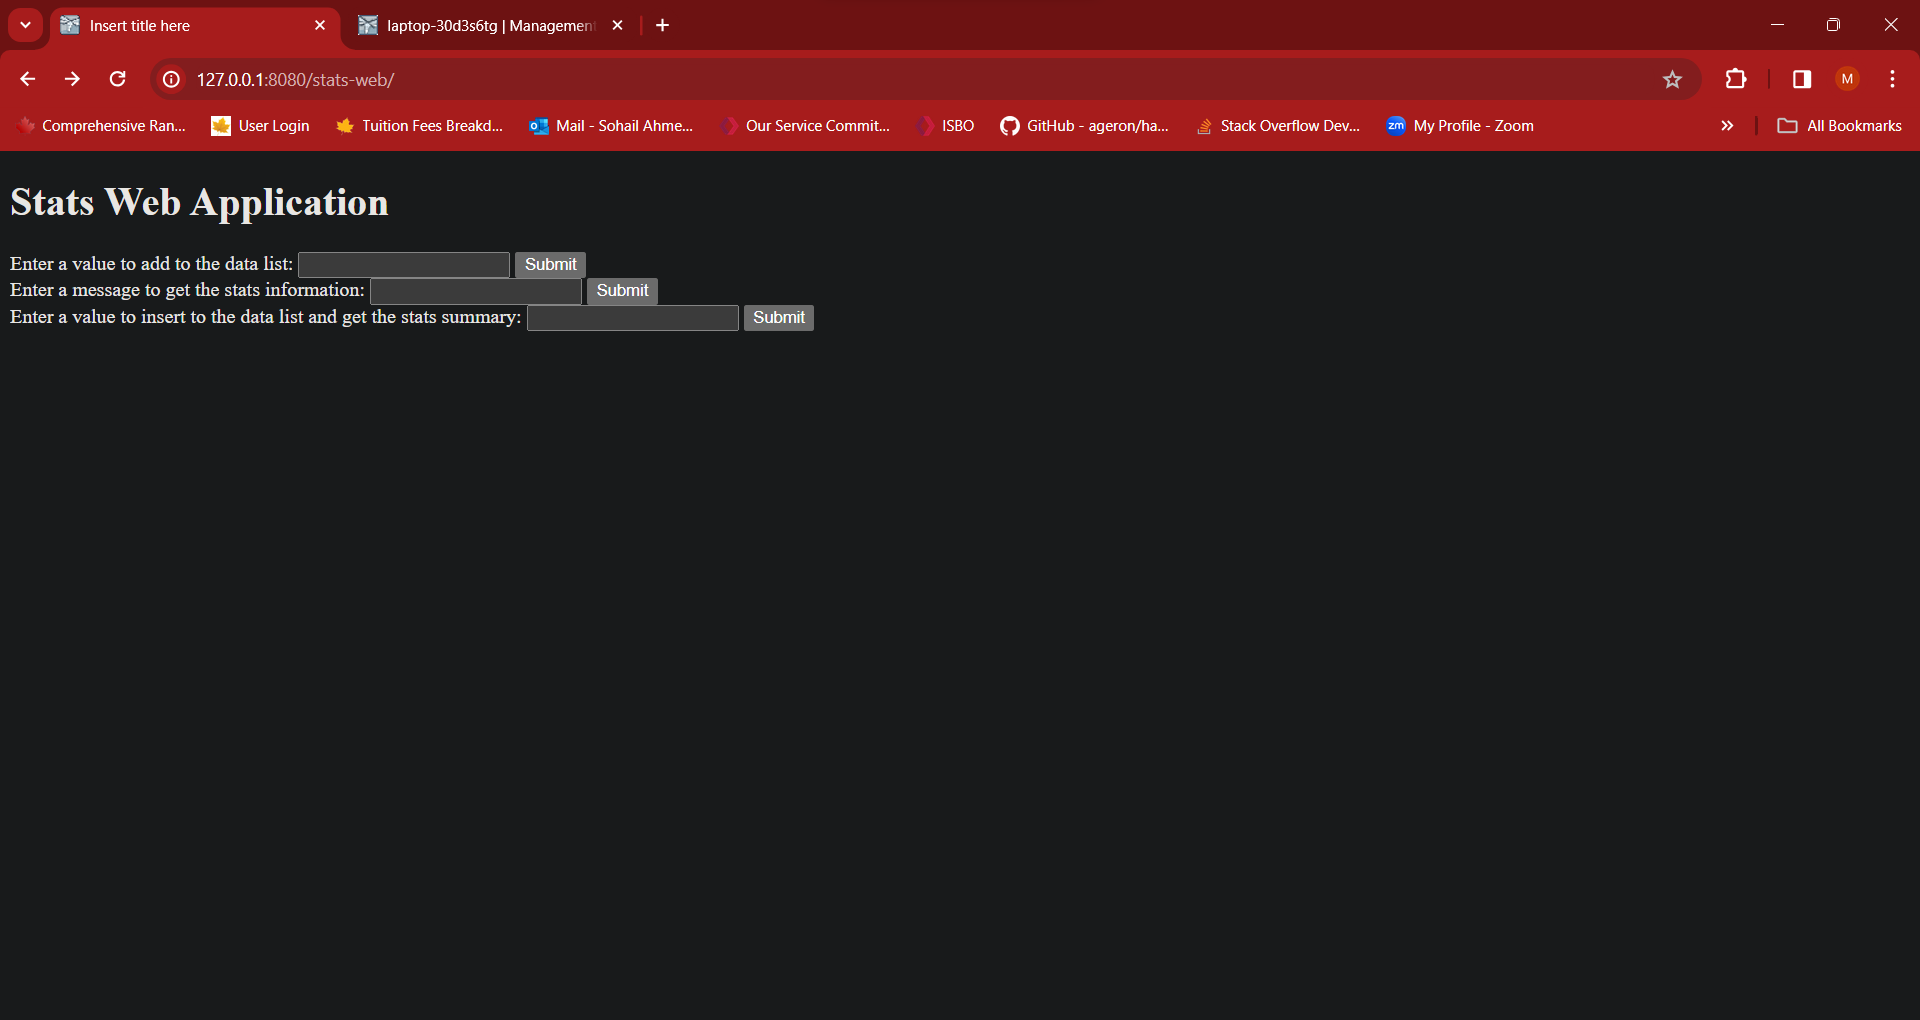 Insert title here
laptop-30d3s6tg | Management
127.0.0.1:8080/stats-web/
M
Comprehensive Ran...
User Login
Tuition Fees Breakd...
Mail - Sohail Ahme...
Our Service Commit...
ISBO
GitHub - ageron/ha...
Stack Overflow Dev...
zm
My Profile - Zoom
All Bookmarks
Stats Web Application
Enter a value to add to the data list: Submit
Enter a message to get the stats information: Submit
Enter a value to insert to the data list and get the stats summary: Submit